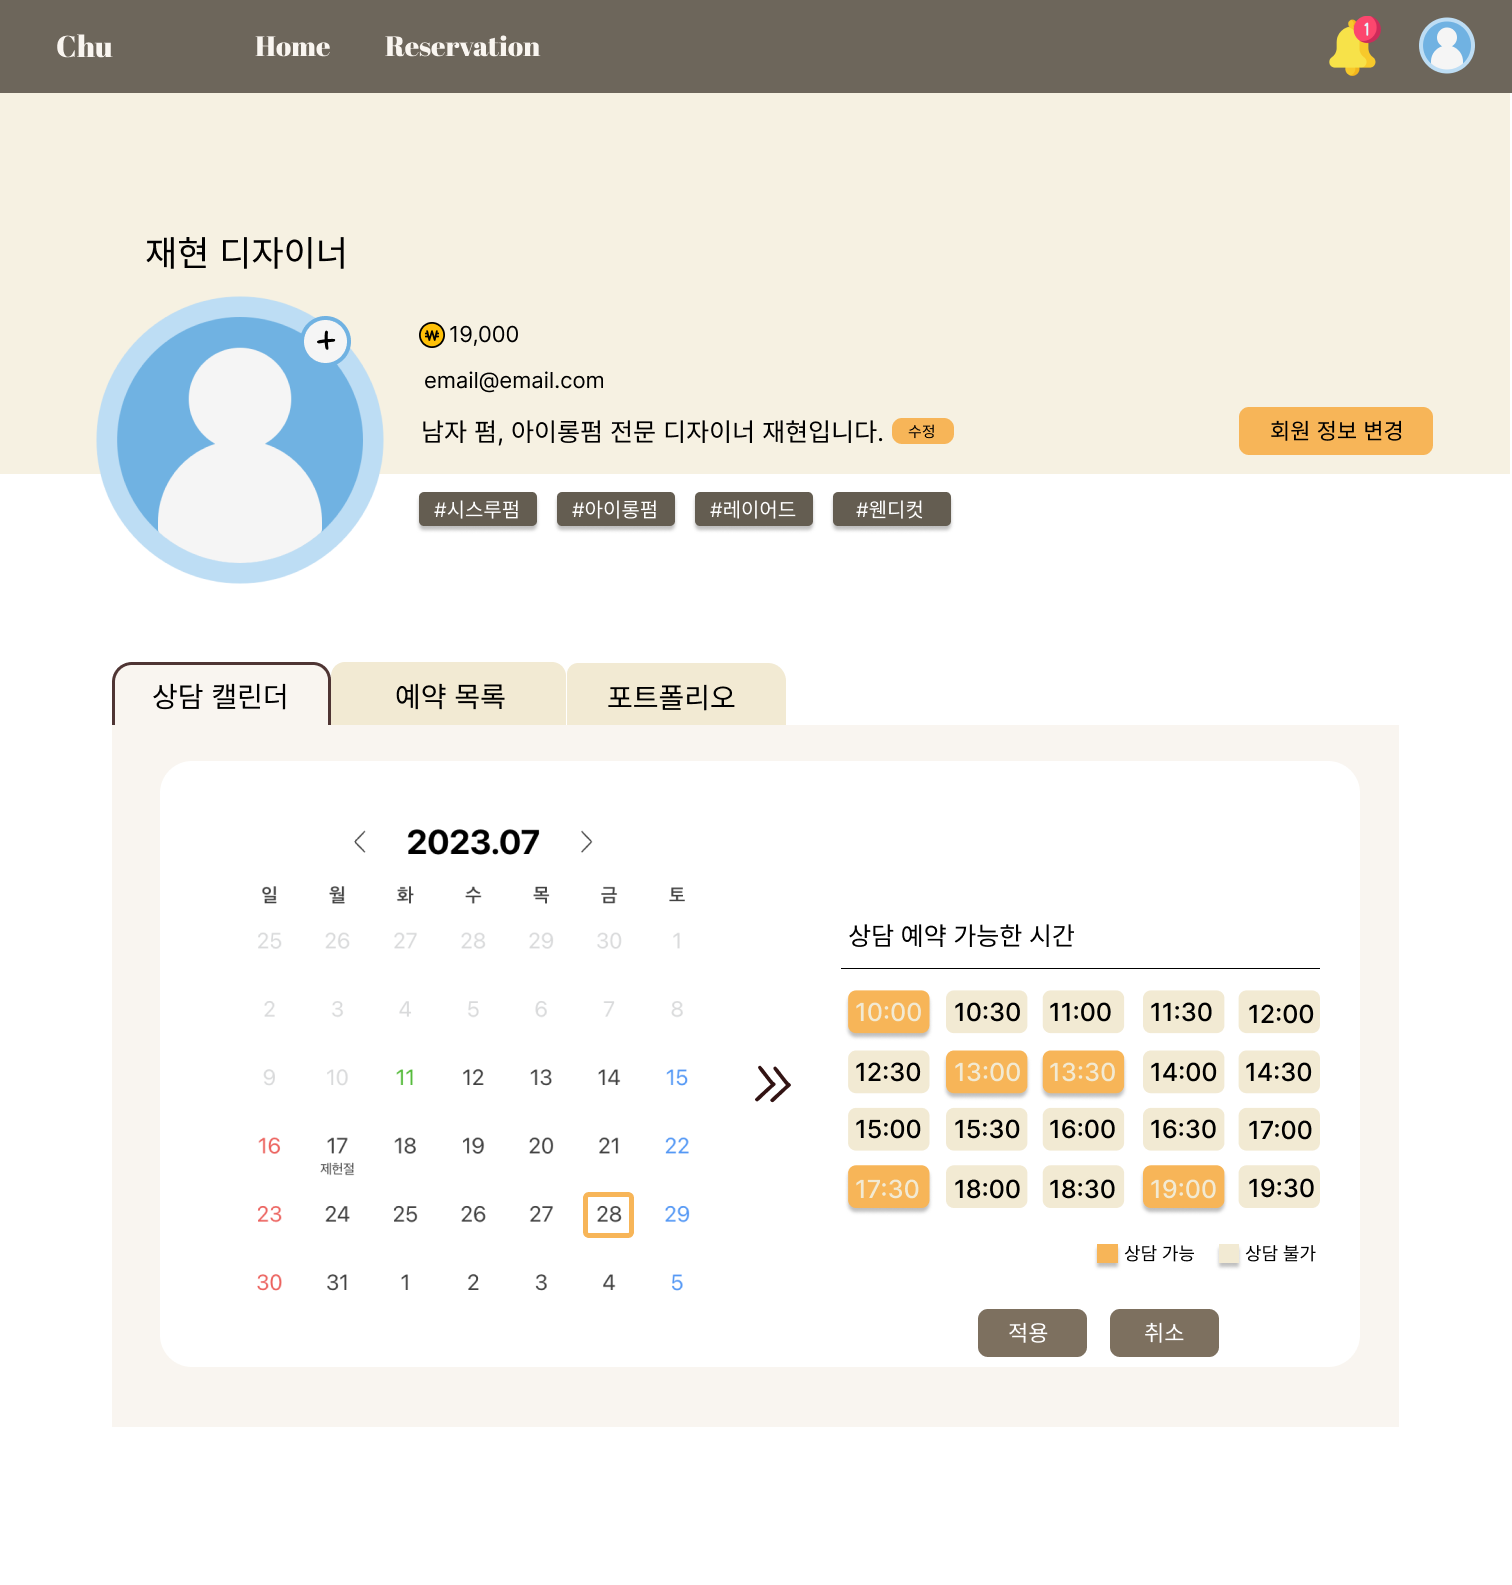 Chu Home Reservation 1
재현 디자이너
₩ 19,000
email@email.com
남자 펌, 아이롱펌 전문 디자이너 재현입니다. 수정
회원 정보 변경
#시스루펌 #아이롱펌 #레이어드 #웬디컷
상담 캘린더 예약 목록 포트폴리오
2023.07
일 월 화 수 목 금 토
25 26 27 28 29 30 1
2 3 4 5 6 7 8
9 10 11 12 13 14 15
16 17 18 19 20 21 22
제헌절
23 24 25 26 27 28 29
30 31 1 2 3 4 5
상담 예약 가능한 시간
10:00 10:30 11:00 11:30 12:00
12:30 13:00 13:30 14:00 14:30
15:00 15:30 16:00 16:30 17:00
17:30 18:00 18:30 19:00 19:30
상담 가능 상담 불가
적용 취소